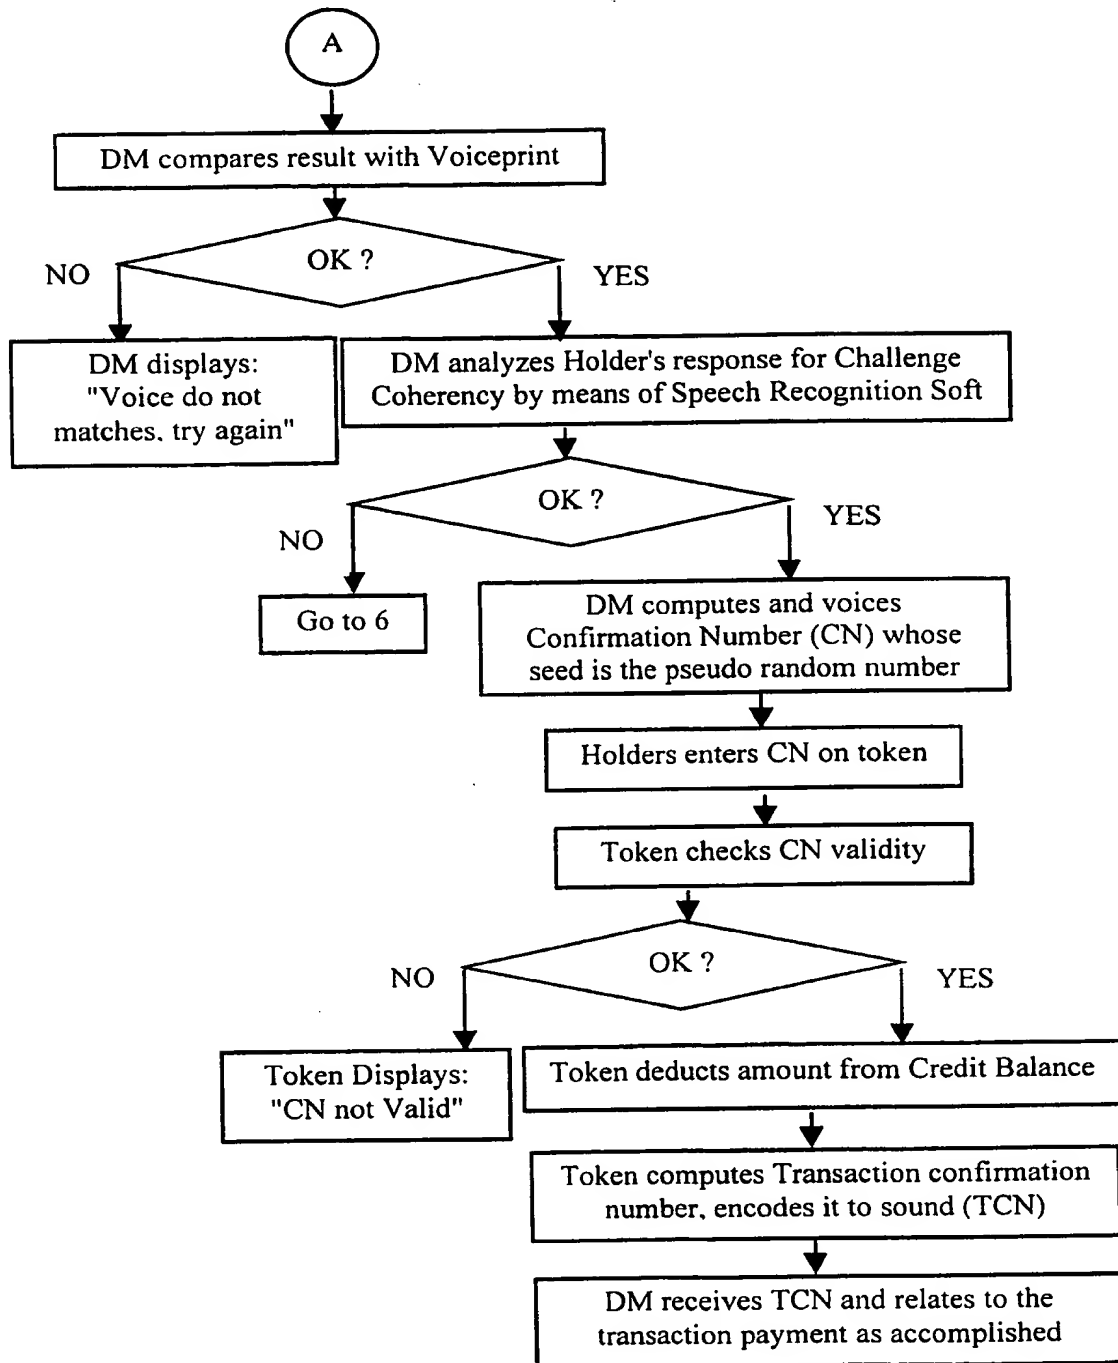 A
DM compares result with Voiceprint
OK ?
NO
YES
DM displays:
"Voice do not
matches, try again"
DM analyzes Holder's response for Challenge
Coherency by means of Speech Recognition Soft
OK ?
NO
YES
Go to 6
DM computes and voices
Confirmation Number (CN) whose
seed is the pseudo random number
Holders enters CN on token
Token checks CN validity
OK ?
NO
YES
Token Displays:
"CN not Valid"
Token deducts amount from Credit Balance
Token computes Transaction confirmation
number, encodes it to sound (TCN)
DM receives TCN and relates to the
transaction payment as accomplished